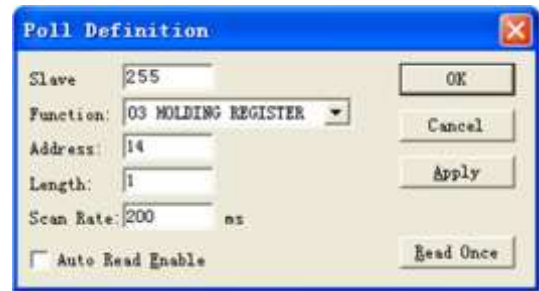 Poll Definition
Slave 255
OK
Function: 03 MOLDING REGISTER
Cancel
Address: 14
Length: 1
Apply
Scan Rate: 200 ms
Auto Read Enable
Read Once